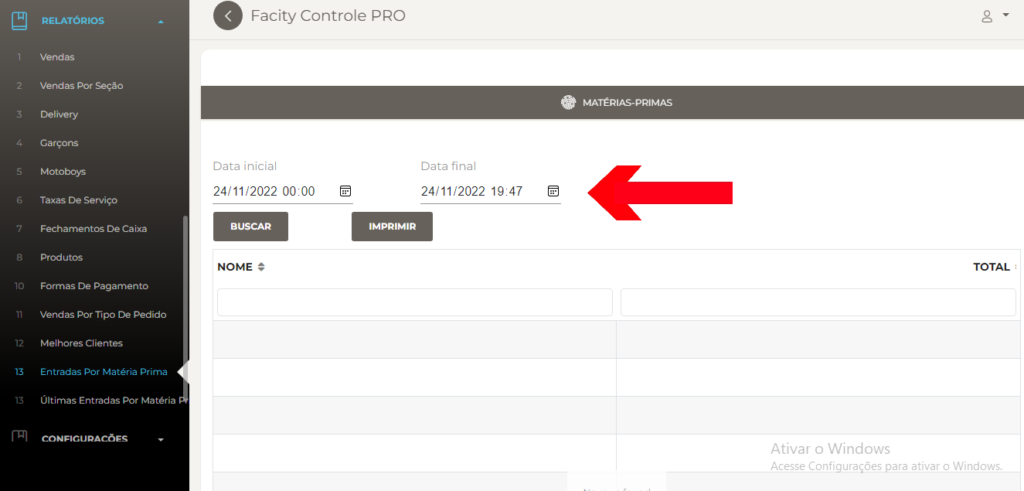 RELATÓRIOS
1 Vendas
2 Vendas Por Seção
3 Delivery
4 Garçons
5 Motoboys
6 Taxas De Serviço
7 Fechamentos De Caixa
8 Produtos
10 Formas De Pagamento
11 Vendas Por Tipo De Pedido
12 Melhores Clientes
13 Entradas Por Matéria Prima
13 Últimas Entradas Por Matéria
CONFIGURAÇÕES
Facity Controle PRO
MATÉRIAS-PRIMAS
Data inicial Data final
24/11/2022 00:00 24/11/2022 19:47
BUSCAR IMPRIMIR
NOME TOTAL
Ativar o Windows
Acesse Configurações para ativar o Windows.